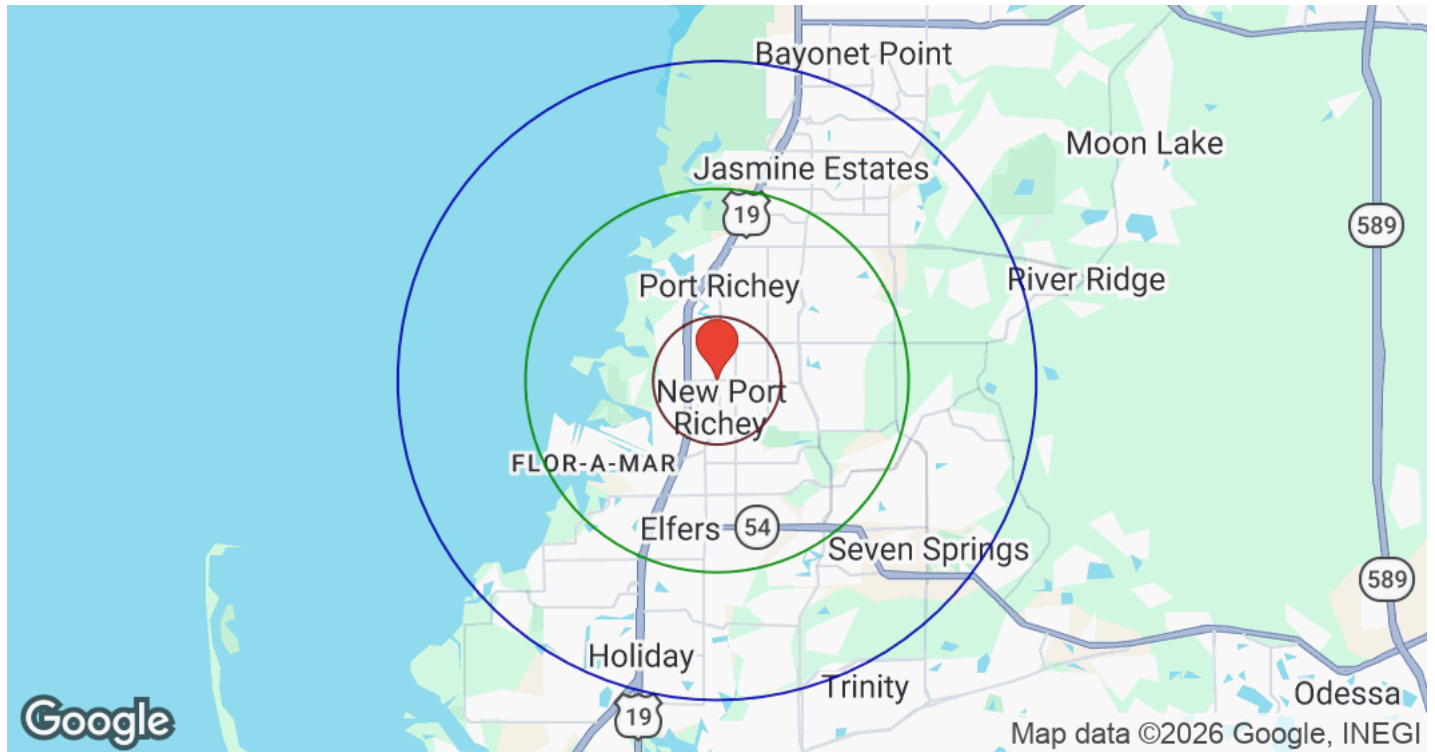 Bayonet Point
Moon Lake
Jasmine Estates
19
589
River Ridge
Port Richey
New Port
Richey
FLOR-A-MAR
Elfers
54
Seven Springs
589
Holiday
Trinity
Odessa
19
Google
Map data ©2026 Google, INEGI